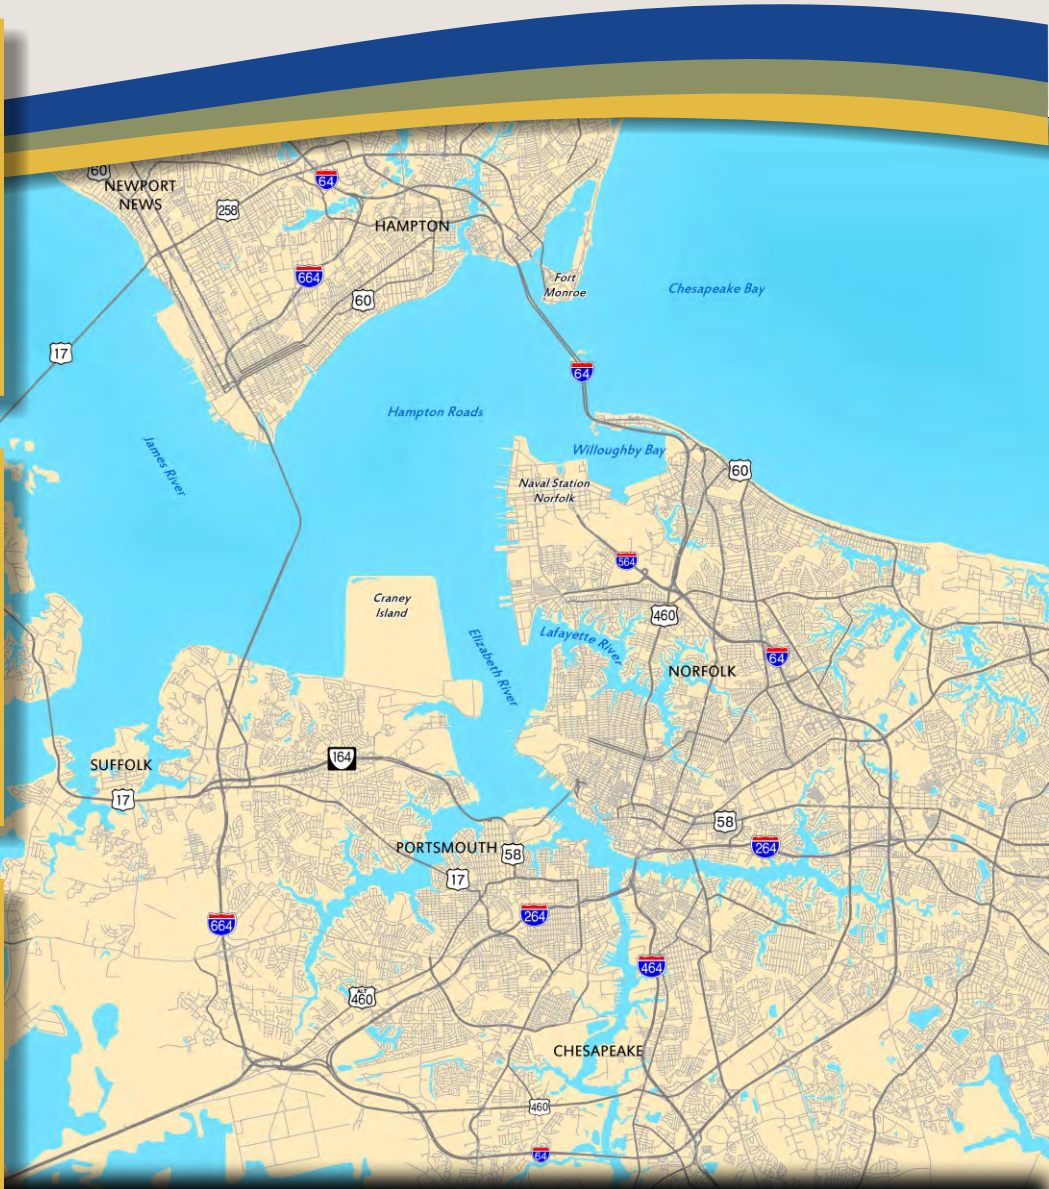 60
NEWPORT
NEWS
64
258
HAMPTON
664
60
Fort
Monroe
Chesapeake Bay
17
64
Hampton Roads
James River
Willoughby Bay
60
Naval Station
Norfolk
564
Craney
Island
460
Elizabeth River
Lafayette River
64
NORFOLK
164
SUFFOLK
17
58
264
PORTSMOUTH
58
17
264
664
464
ALT
460
CHESAPEAKE
460
64